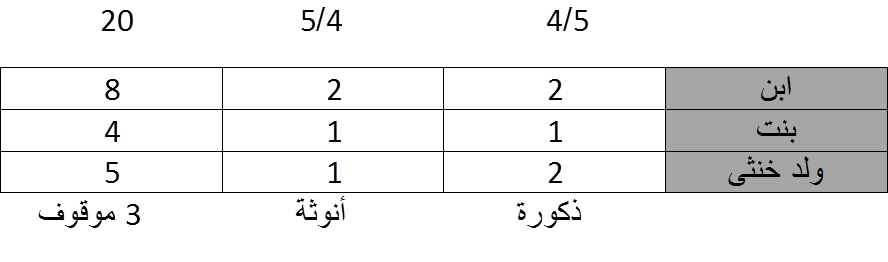 4/5 5/4 20
ابن 2 2 8
بنت 1 1 4
ولد خنثى 2 1 5
ذكورة أنوثة 3 موقوف